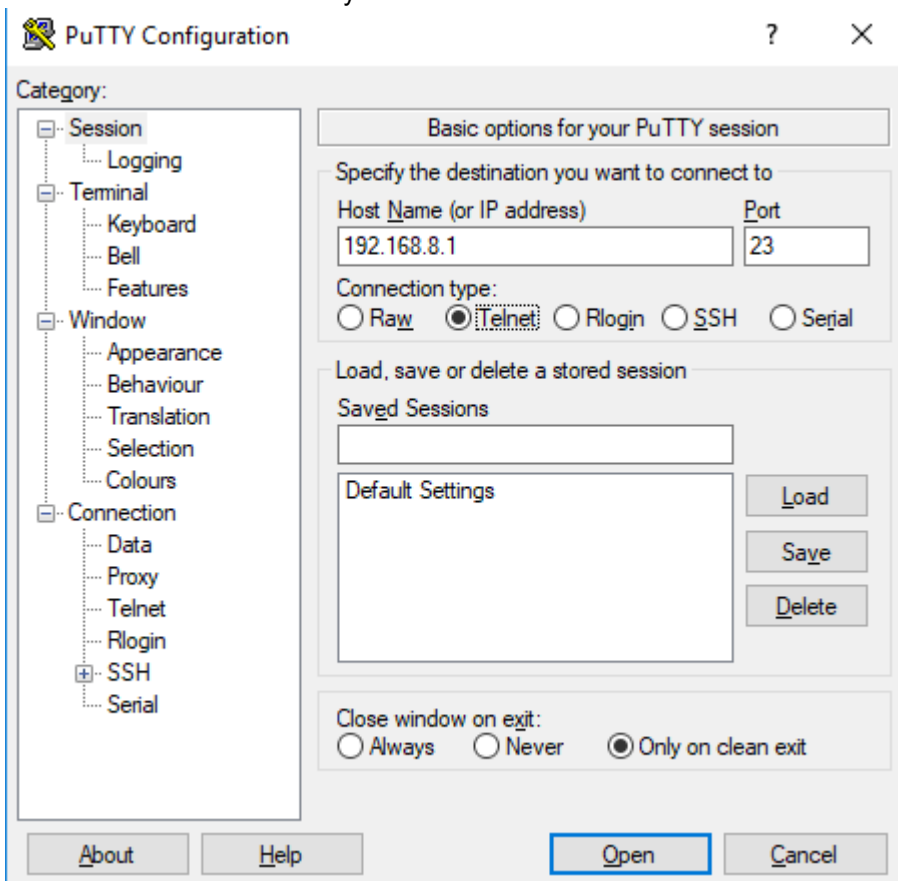 PuTTY Configuration
?
Category:
Session
Logging
Terminal
Keyboard
Bell
Features
Window
Appearance
Behaviour
Translation
Selection
Colours
Connection
Data
Proxy
Telnet
Rlogin
SSH
Serial
Basic options for your PuTTY session
Specify the destination you want to connect to
Host Name (or IP address) Port
192.168.8.1 23
Connection type:
Raw Telnet Rlogin SSH Serial
Load, save or delete a stored session
Saved Sessions
Default Settings
Load
Save
Delete
Close window on exit:
Always Never Only on clean exit
About Help Open Cancel